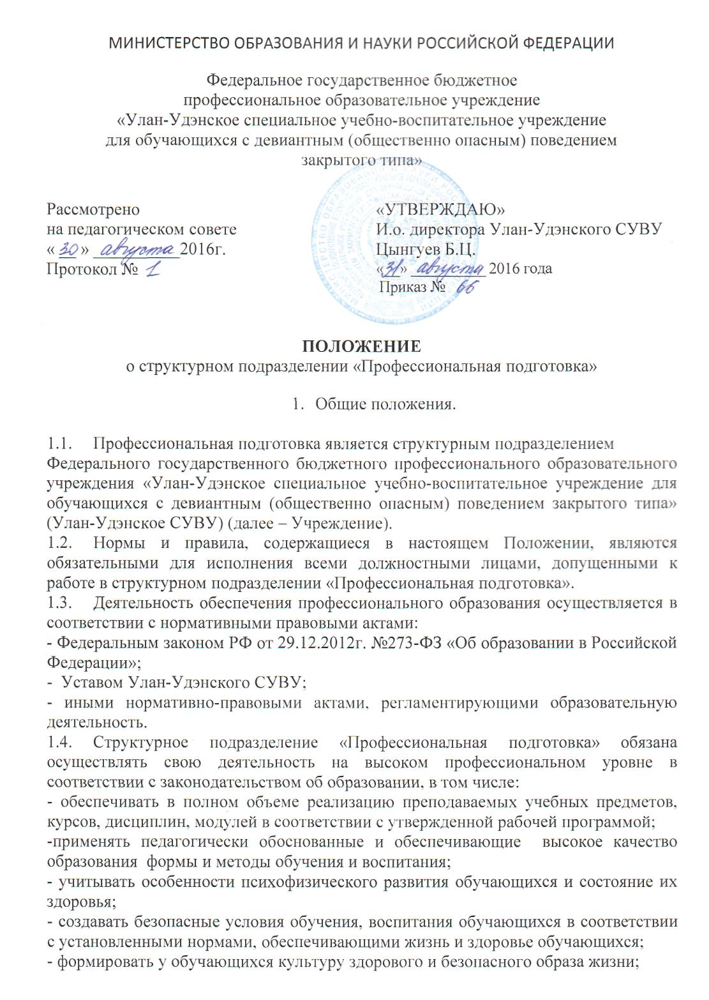 МИНИСТЕРСТВО ОБРАЗОВАНИЯ И НАУКИ РОССИЙСКОЙ ФЕДЕРАЦИИ
Федеральное государственное бюджетное
профессиональное образовательное учреждение
«Улан-Удэнское специальное учебно-воспитательное учреждение
для обучающихся с девиантным (общественно опасным) поведением
закрытого типа»
Рассмотрено
на педагогическом совете
« 30 » августа 2016г.
Протокол № 1
«УТВЕРЖДАЮ»
И.о. директора Улан-Удэнского СУВУ
Цынгуев Б.Ц.
«31» августа 2016 года
Приказ № 66
ПОЛОЖЕНИЕ
о структурном подразделении «Профессиональная подготовка»
1. Общие положения.
1.1. Профессиональная подготовка является структурным подразделением
Федерального государственного бюджетного профессионального образовательного
учреждения «Улан-Удэнское специальное учебно-воспитательное учреждение для
обучающихся с девиантным (общественно опасным) поведением закрытого типа»
(Улан-Удэнское СУВУ) (далее – Учреждение).
1.2. Нормы и правила, содержащиеся в настоящем Положении, являются
обязательными для исполнения всеми должностными лицами, допущенными к
работе в структурном подразделении «Профессиональная подготовка».
1.3. Деятельность обеспечения профессионального образования осуществляется в
соответствии с нормативными правовыми актами:
- Федеральным законом РФ от 29.12.2012г. №273-ФЗ «Об образовании в Российской
Федерации»;
- Уставом Улан-Удэнского СУВУ;
- иными нормативно-правовыми актами, регламентирующими образовательную
деятельность.
1.4. Структурное подразделение «Профессиональная подготовка» обязана
осуществлять свою деятельность на высоком профессиональном уровне в
соответствии с законодательством об образовании, в том числе:
- обеспечивать в полном объеме реализацию преподаваемых учебных предметов,
курсов, дисциплин, модулей в соответствии с утвержденной рабочей программой;
-применять педагогически обоснованные и обеспечивающие высокое качество
образования формы и методы обучения и воспитания;
- учитывать особенности психофизического развития обучающихся и состояние их
здоровья;
- создавать безопасные условия обучения, воспитания обучающихся в соответствии
с установленными нормами, обеспечивающими жизнь и здоровье обучающихся;
- формировать у обучающихся культуру здорового и безопасного образа жизни;